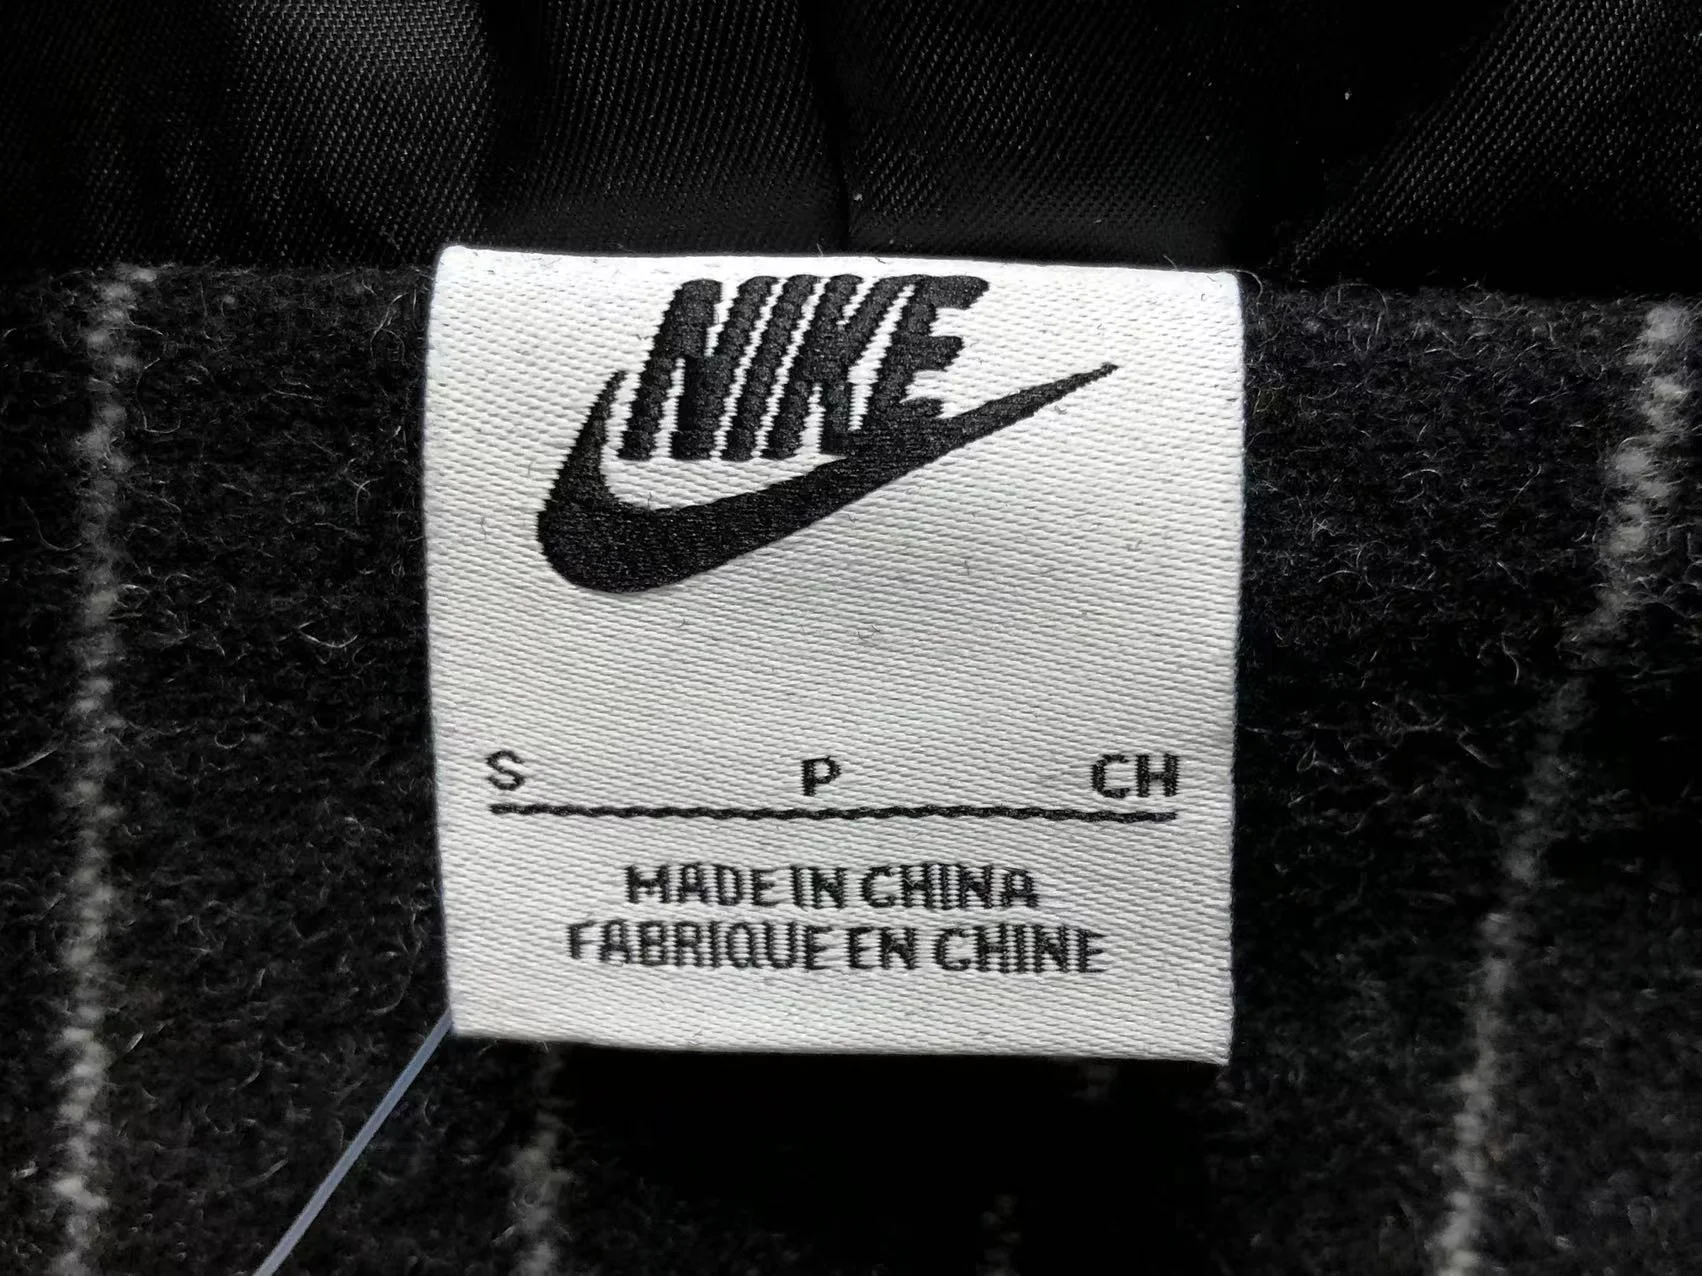 NIKE
S P CH
MADE IN CHINA
FABRIQUE EN CHINE